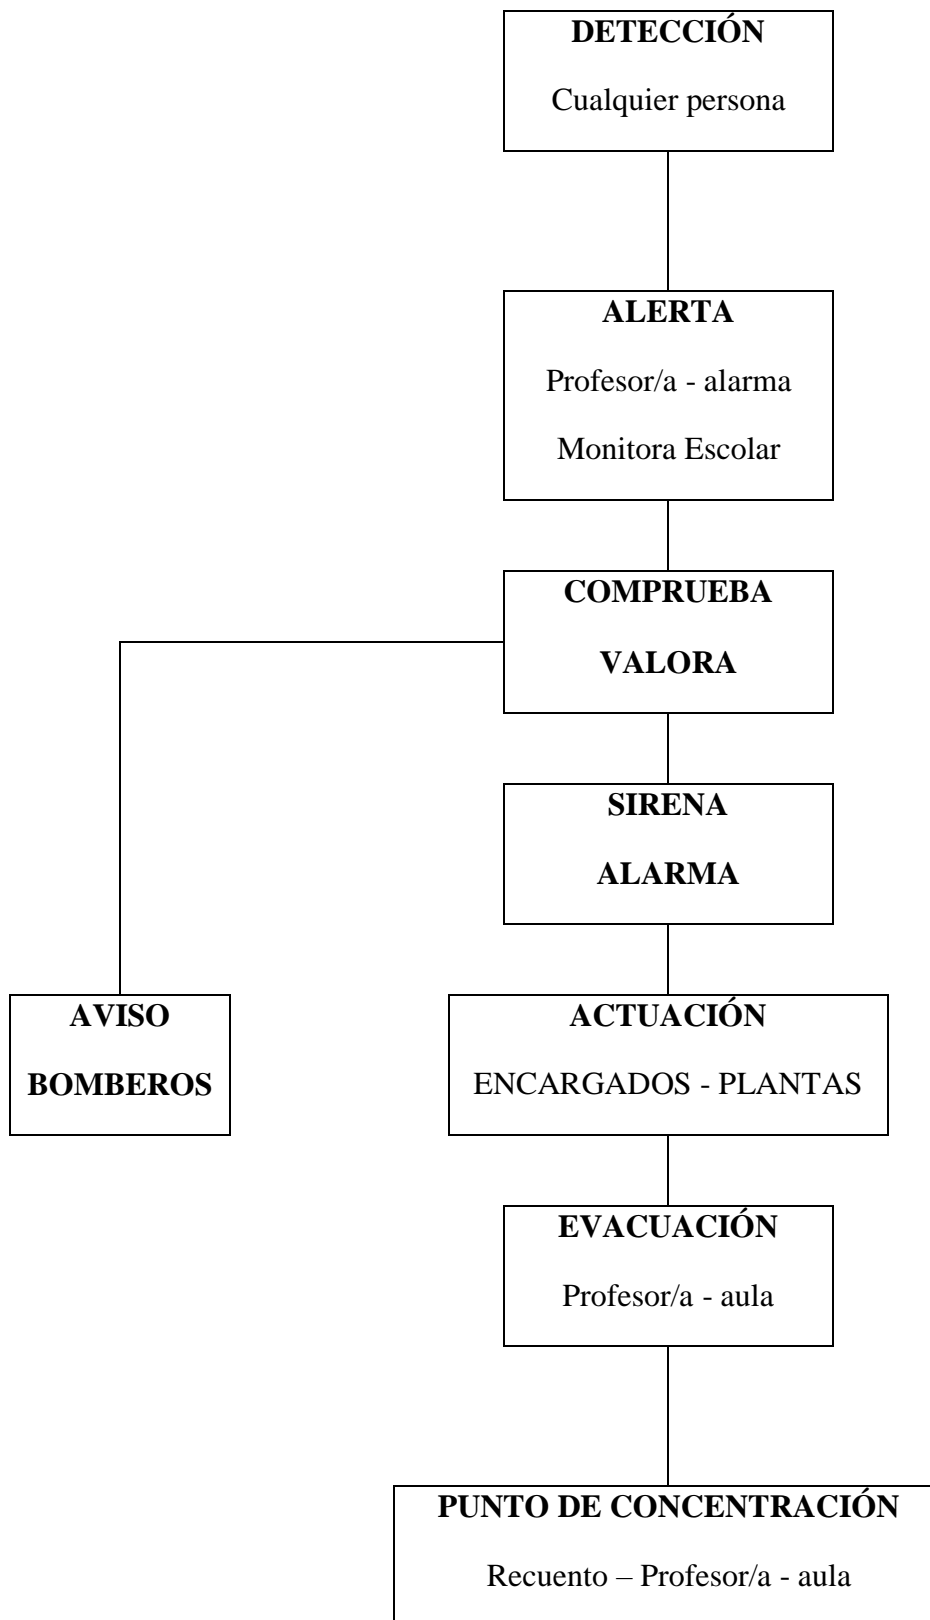 DETECCIÓN
Cualquier persona
ALERTA
Profesor/a - alarma
Monitora Escolar
COMPRUEBA
VALORA
SIRENA
ALARMA
AVISO
BOMBEROS
ACTUACIÓN
ENCARGADOS - PLANTAS
EVACUACIÓN
Profesor/a - aula
PUNTO DE CONCENTRACIÓN
Recuento – Profesor/a - aula